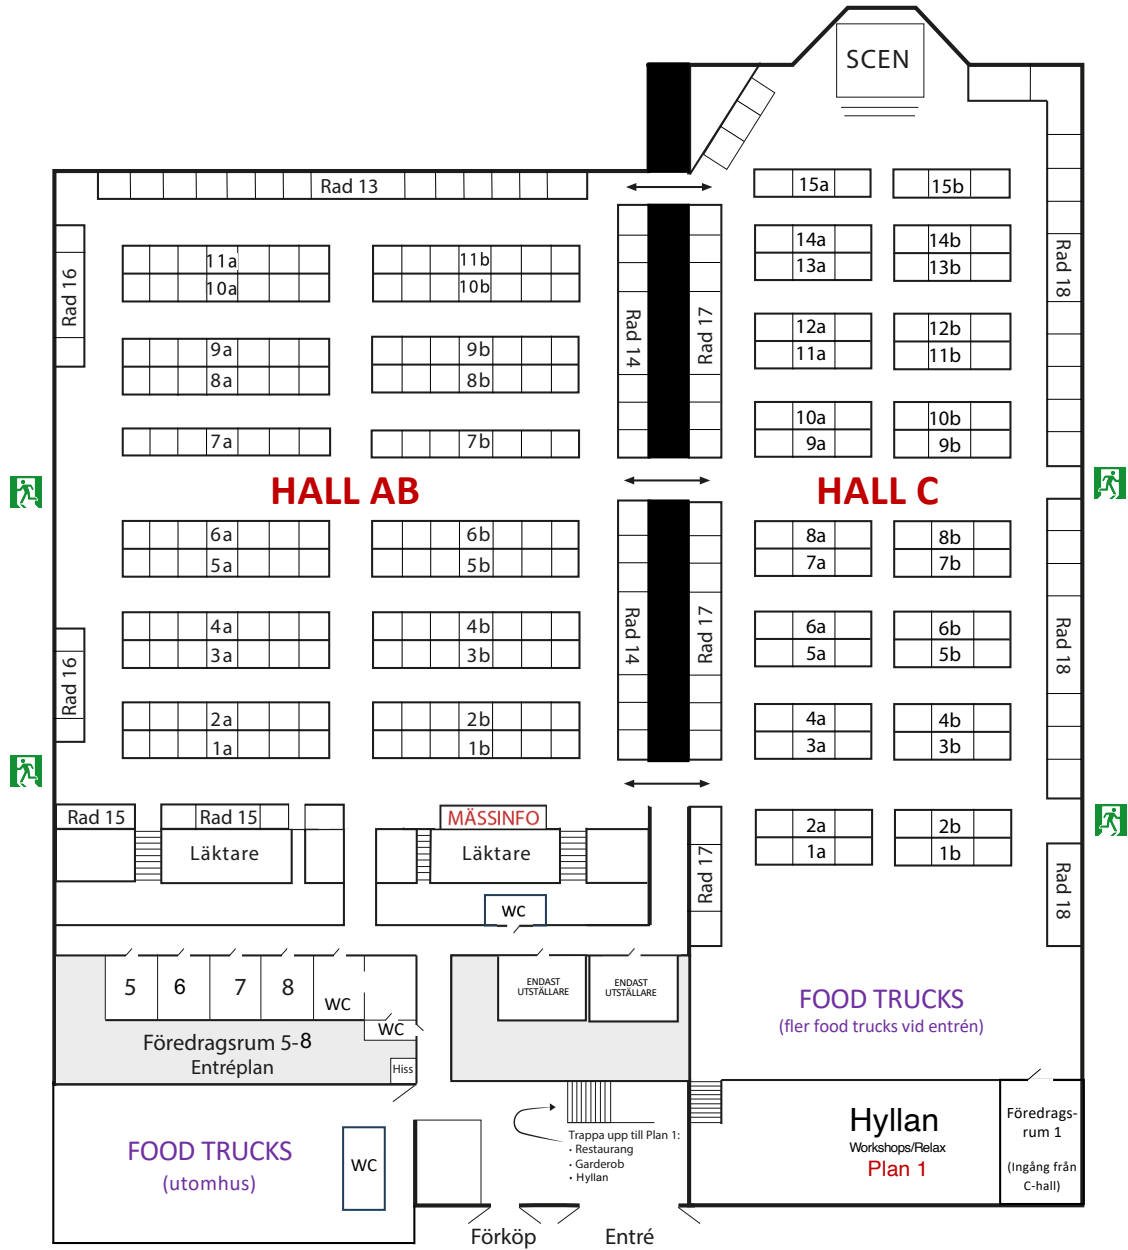 SCEN
Rad 13
15a
15b
Rad 16
11a
11b
10a
10b
14a
14b
13a
13b
Rad 18
Rad 14
Rad 17
12a
12b
11a
11b
9a
9b
8a
8b
10a
10b
9a
9b
7a
7b
HALL AB
HALL C
6a
6b
5a
5b
8a
8b
7a
7b
4a
4b
3a
3b
Rad 14
Rad 17
6a
6b
5a
5b
Rad 18
Rad 16
2a
2b
1a
1b
4a
4b
3a
3b
Rad 15
Rad 15
MÄSSINFO
2a
2b
1a
1b
Läktare
Läktare
Rad 17
Rad 18
WC
5
6
7
8
WC
WC
ENDAST
UTSTÄLLARE
ENDAST
UTSTÄLLARE
FOOD TRUCKS
(fler food trucks vid entrén)
Föredragsrum 5-8
Entréplan
Hiss
FOOD TRUCKS
(utomhus)
WC
Trappa upp till Plan 1:
• Restaurang
• Garderob
• Hyllan
Hyllan
Workshops/Relax
Plan 1
Föredrags-
rum 1
(Ingång från
C-hall)
Förköp
Entré